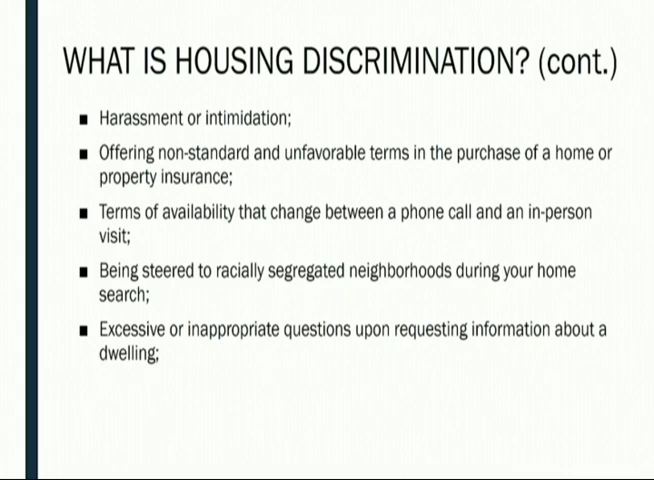 WHAT IS HOUSING DISCRIMINATION? (cont.)
■ Harassment or intimidation;
■ Offering non-standard and unfavorable terms in the purchase of a home or
property insurance;
■ Terms of availability that change between a phone call and an in-person
visit;
■ Being steered to racially segregated neighborhoods during your home
search;
■ Excessive or inappropriate questions upon requesting information about a
dwelling;